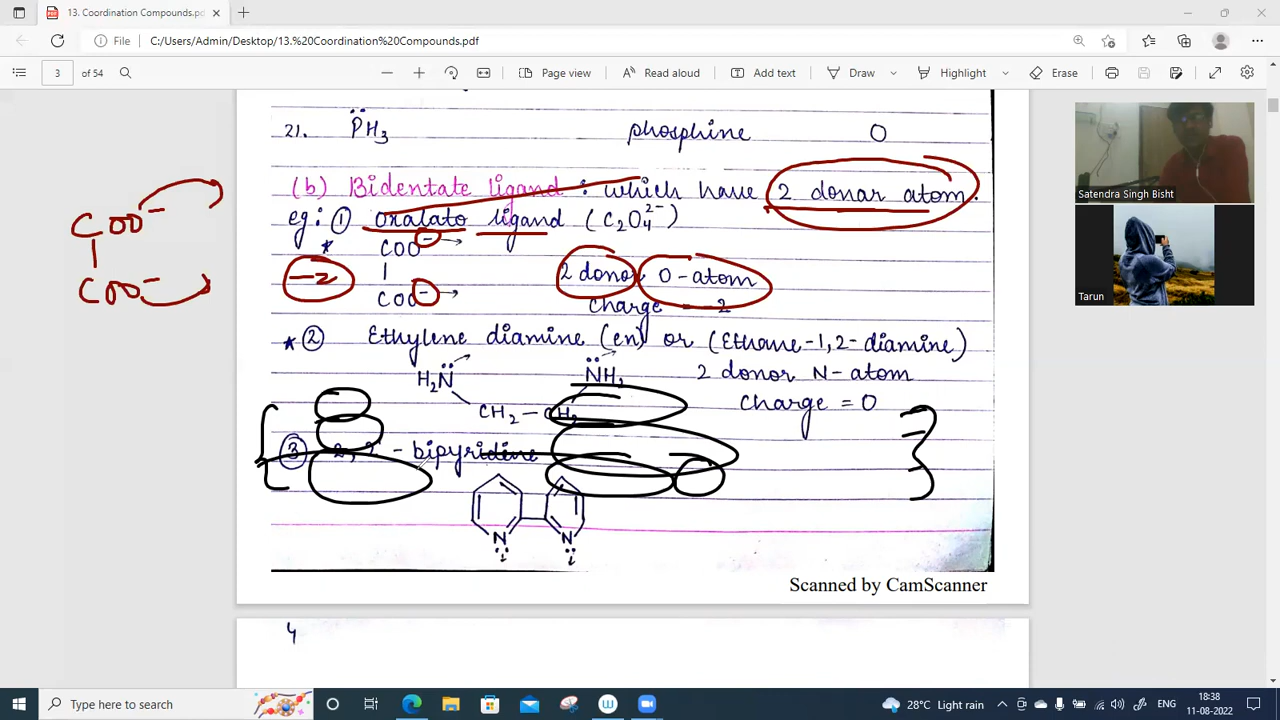 13. Coordination Compounds.pdf
File C:/Users/Admin/Desktop/13.%20Coordination%20Compounds.pdf
3 of 54 Page view Read aloud Add text Draw Highlight Erase
21. PH3 phosphine 0
(b) Bidentate ligand : which have 2 donar atom.
eg: ① oxalato ligand (C2O4 2-)
COO-
COO-
-2
* COO-
COO-
2 donor O-atom
charge = -2
* ② Ethylene diamine (en) or (Ethane-1,2-diamine)
H2N NH2 2 donor N-atom
CH2 - CH2 charge = 0
③ 2, 2' - bipyridine
N N
Scanned by CamScanner
4
Satendra Singh Bisht
Tarun
Type here to search
28°C Light rain
ENG
18:38
11-08-2022